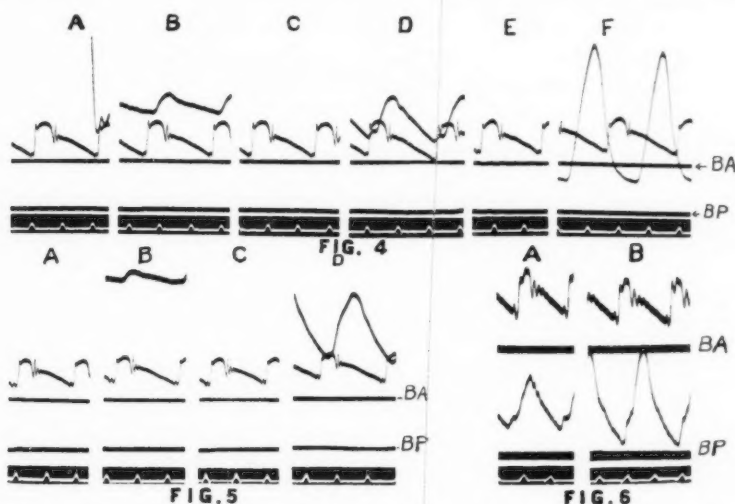 A B C D E F
← BA
← BP
FIG. 4
A B C D
BA
BP
FIG. 5
A B
BA
BP
FIG. 6